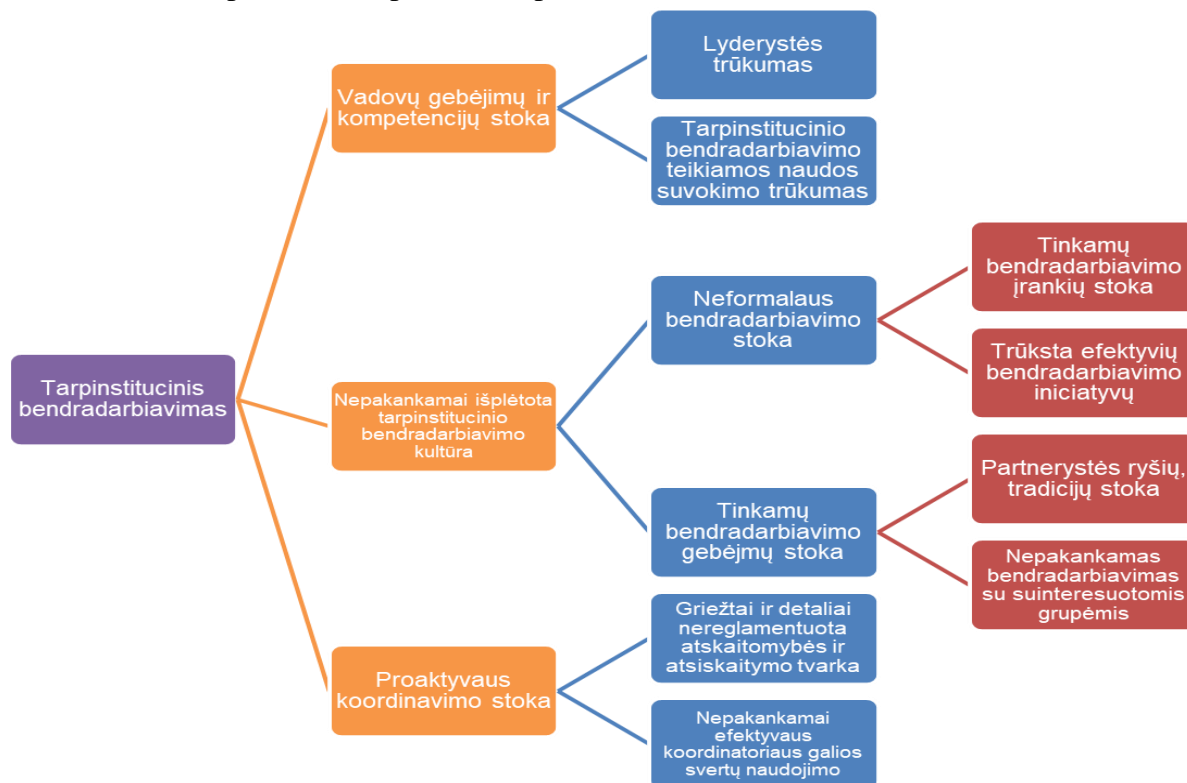 Lyderystės
trūkumas
Vadovų gebėjimų ir
kompetencijų stoka
Tarpinstitucinio
bendradarbiavimo
teikiamos naudos
suvokimo trūkumas
Tinkamų
bendradarbiavimo
įrankių stoka
Neformalaus
bendradarbiavimo
stoka
Trūksta efektyvių
bendradarbiavimo
iniciatyvų
Tarpinstitucinis
bendradarbiavimas
Nepakankamai išplėtota
tarpinstitucinio
bendradarbiavimo
kultūra
Partnerystės ryšių,
tradicijų stoka
Tinkamų
bendradarbiavimo
gebėjmų stoka
Nepakankamas
bendradarbiavimas
su suinteresuotomis
grupėmis
Griežtai ir detaliai
nereglamentuota
atskaitomybės ir
atsiskaitymo tvarka
Proaktyvaus
koordinavimo stoka
Nepakankamai
efektyvaus
koordinatoriaus galios
svertų naudojimo